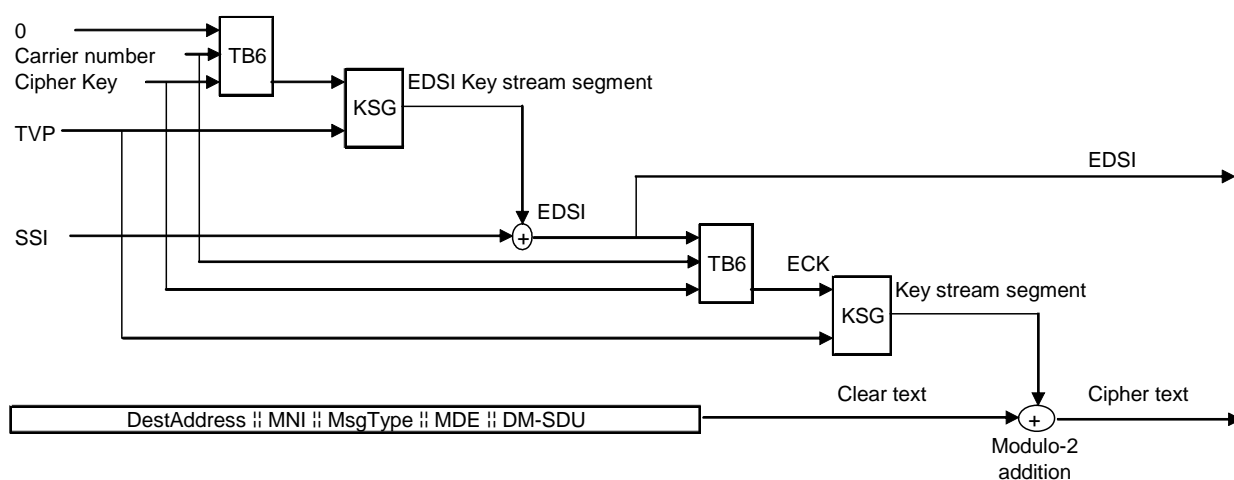 0
Carrier number
Cipher Key
TB6
KSG
EDSI Key stream segment
TVP
EDSI
EDSI
SSI
+
TB6
ECK
KSG
Key stream segment
DestAddress ¦¦ MNI ¦¦ MsgType ¦¦ MDE ¦¦ DM-SDU
Clear text
+
Cipher text
Modulo-2
addition